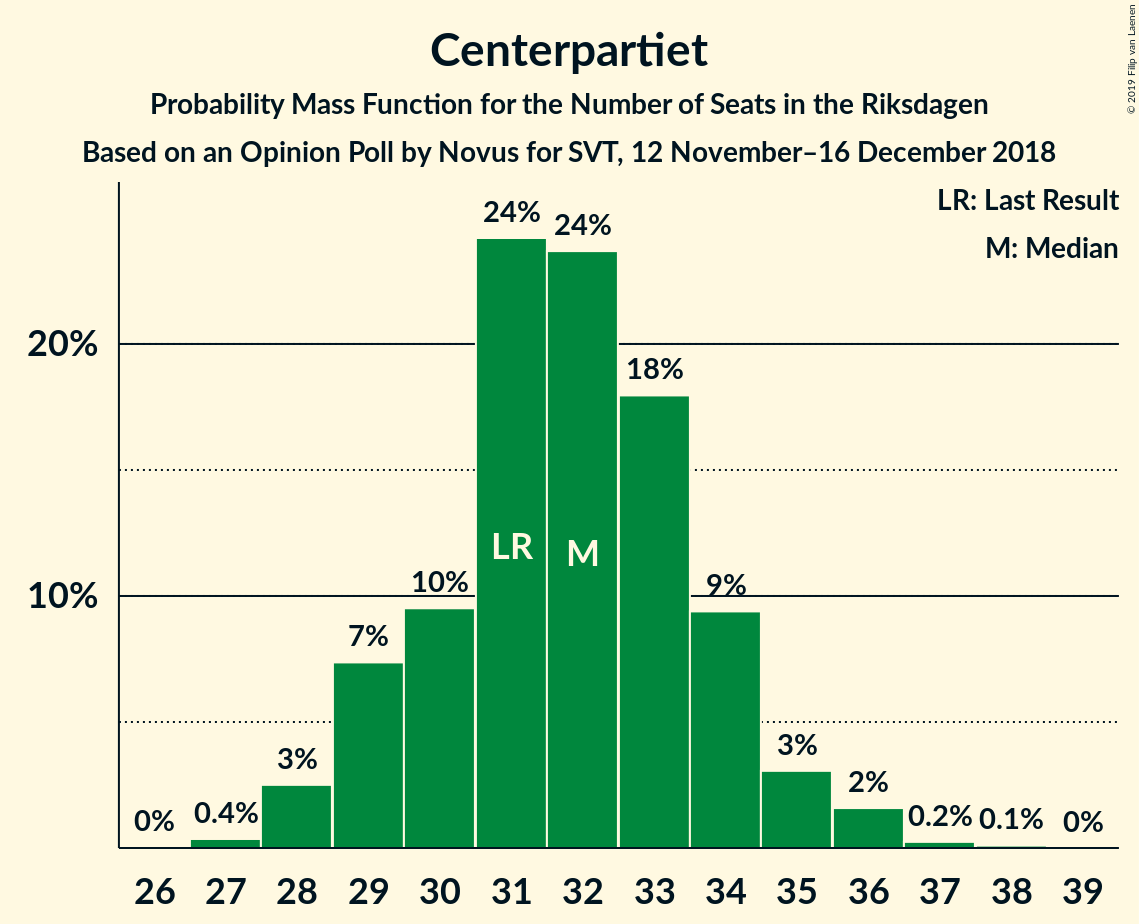 Centerpartiet
Probability Mass Function for the Number of Seats in the Riksdagen
Based on an Opinion Poll by Novus for SVT, 12 November–16 December 2018
© 2019 Filip van Laenen
LR: Last Result
M: Median
20%
10%
0%
0.4%
3%
7%
10%
24%
24%
18%
9%
3%
2%
0.2%
0.1%
0%
LR
M
26 27 28 29 30 31 32 33 34 35 36 37 38 39